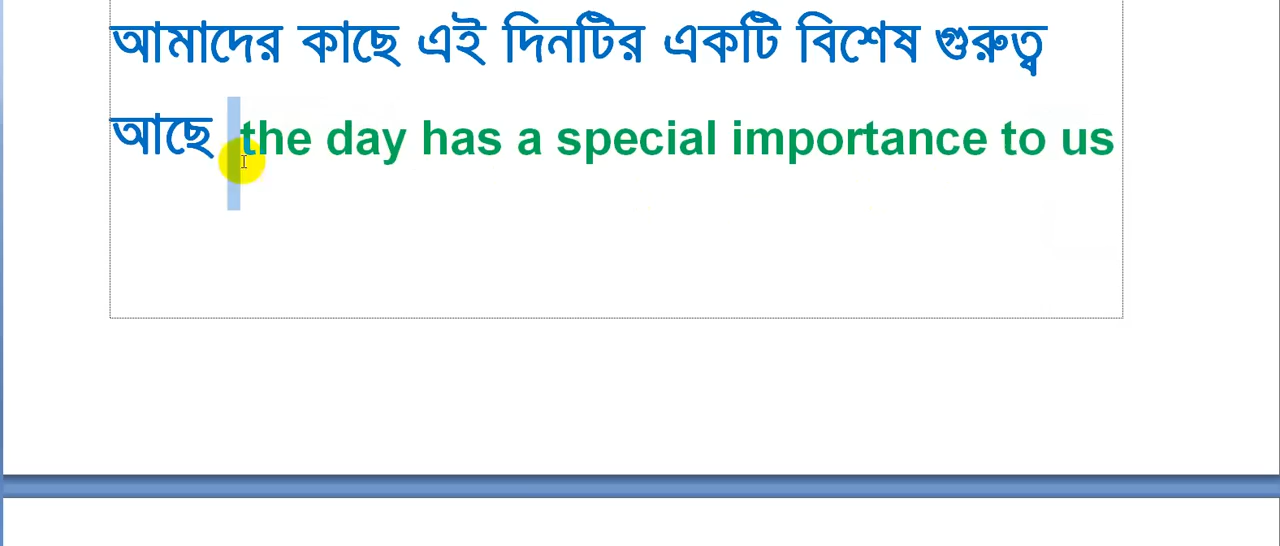 আমাদের কাছে এই দিনটির একটি বিশেষ গুরুত্ব
আছে the day has a special importance to us